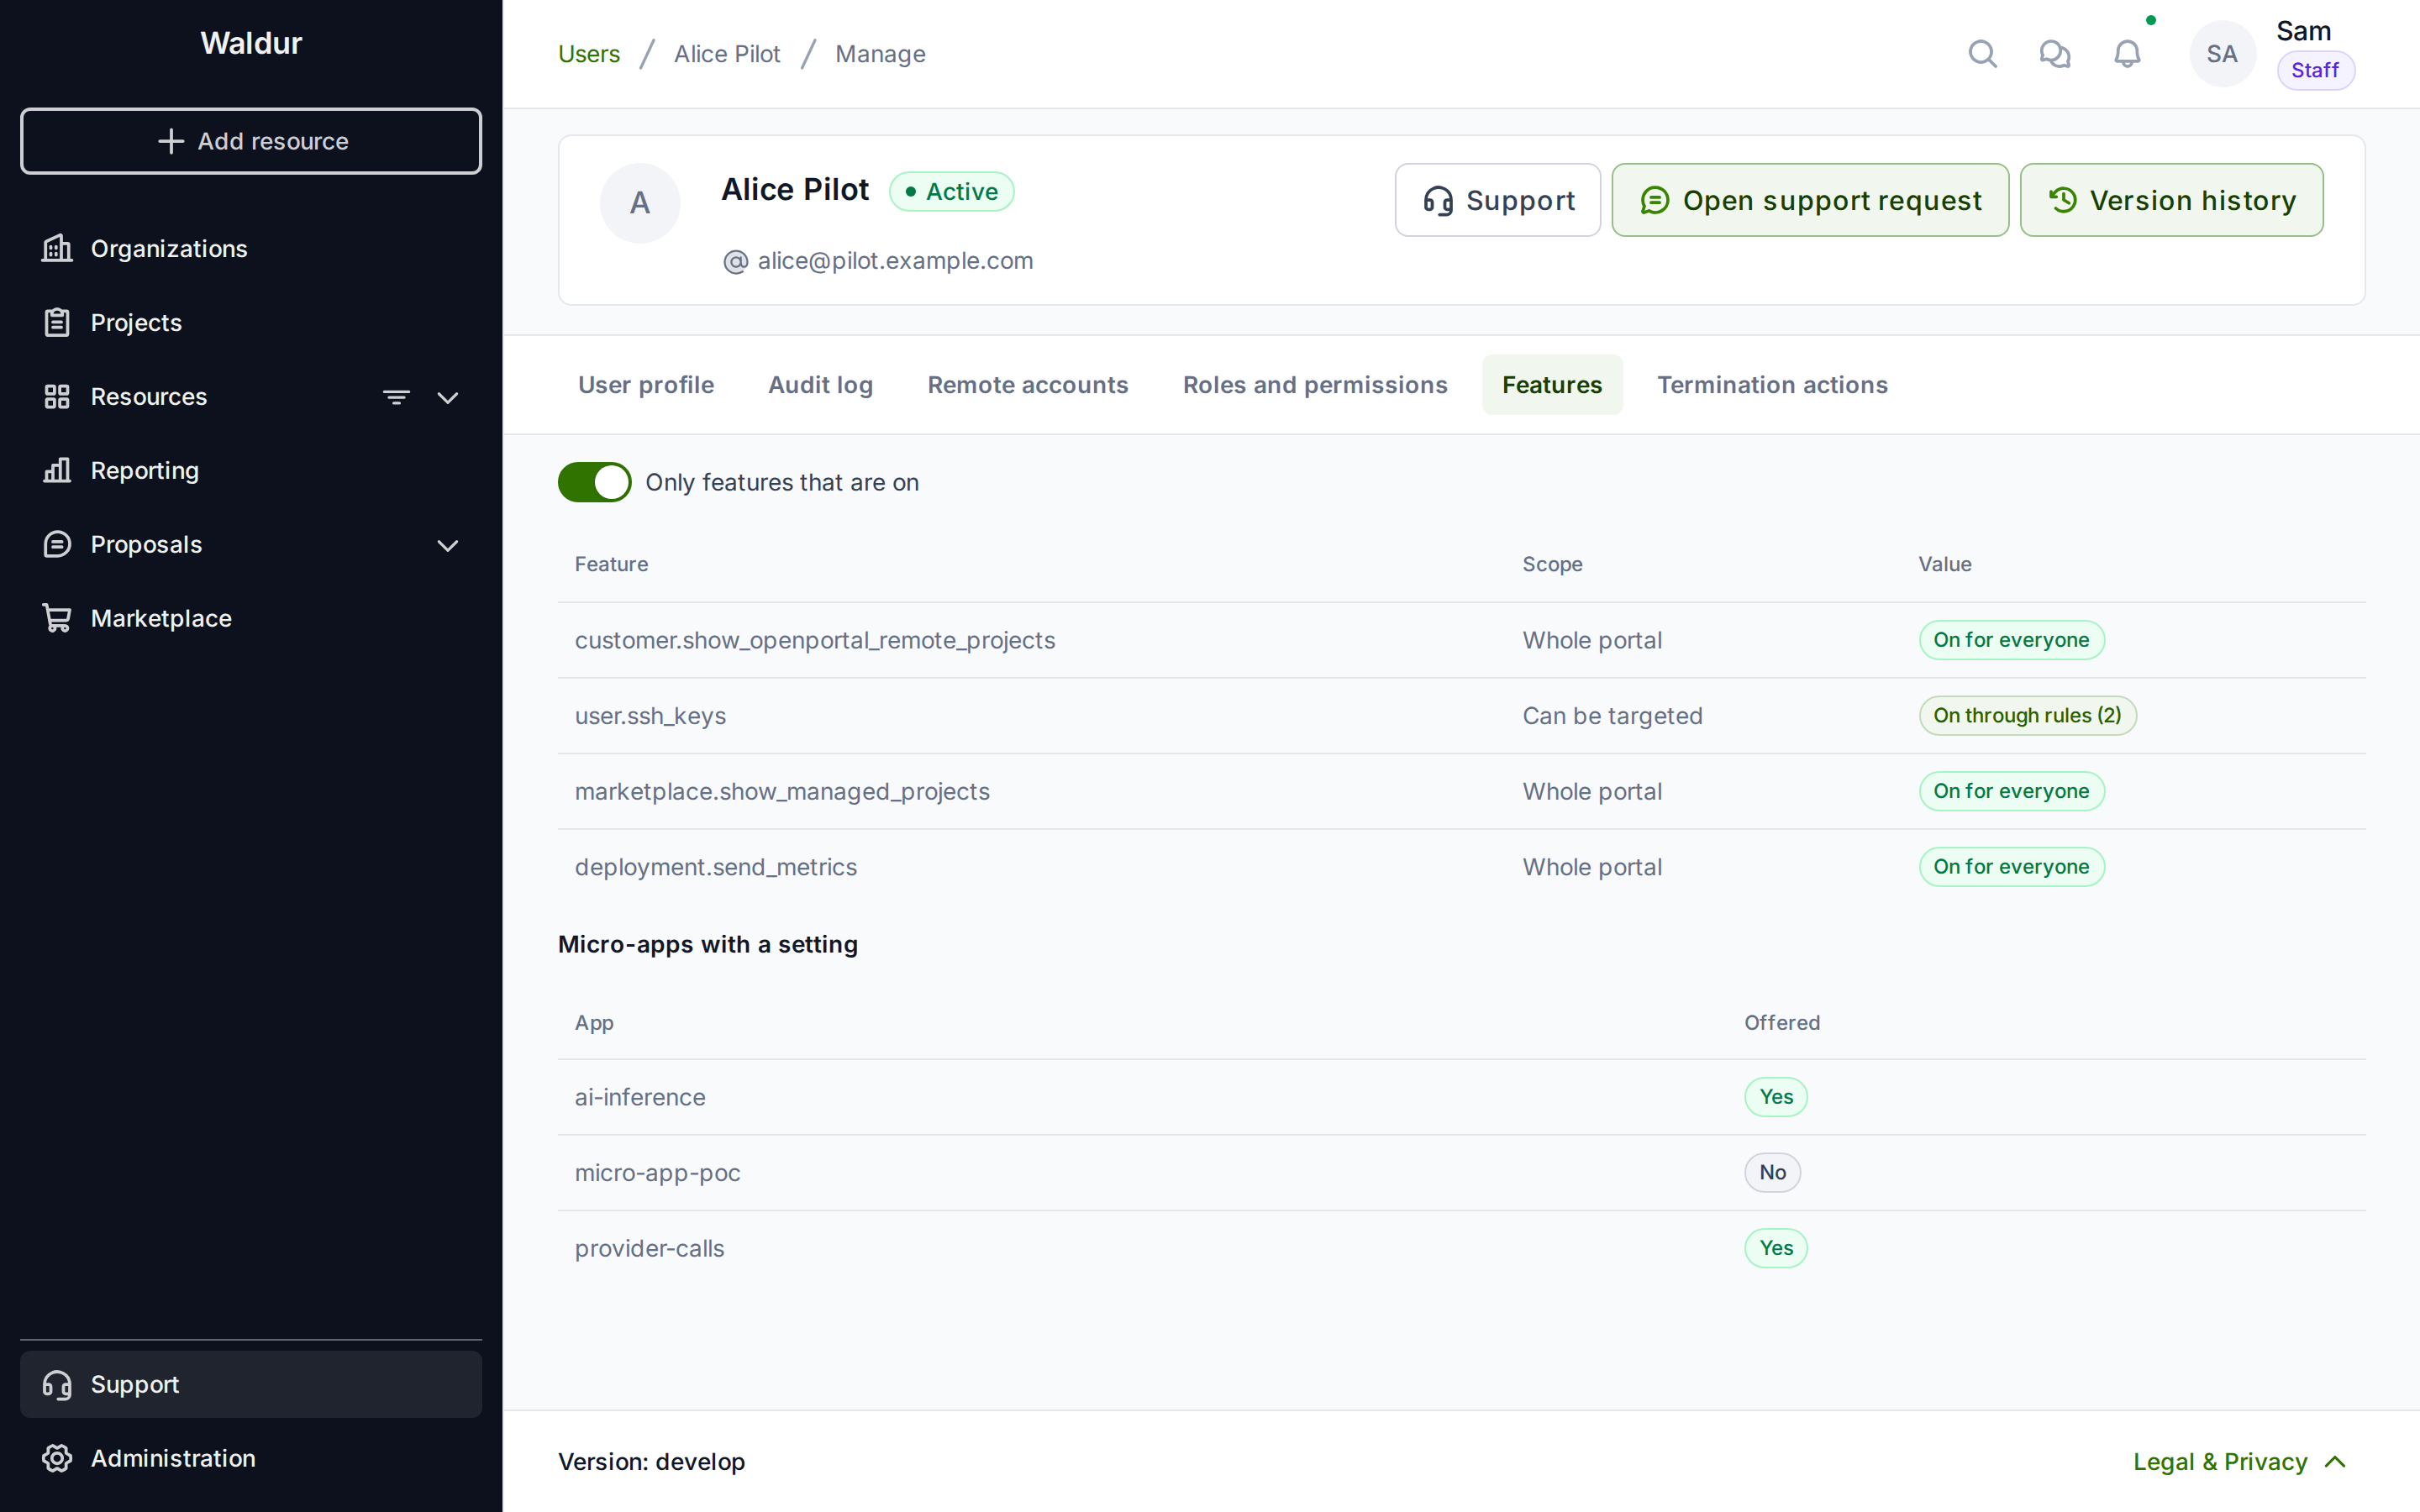 Waldur
Add resource
Organizations
Projects
Resources
Reporting
Proposals
Marketplace
Support
Administration
Users / Alice Pilot / Manage
SA
Sam
Staff
A
Alice Pilot
Active
alice@pilot.example.com
Support
Open support request
Version history
User profile
Audit log
Remote accounts
Roles and permissions
Features
Termination actions
Only features that are on
Feature Scope Value
customer.show_openportal_remote_projects Whole portal On for everyone
user.ssh_keys Can be targeted On through rules (2)
marketplace.show_managed_projects Whole portal On for everyone
deployment.send_metrics Whole portal On for everyone
Micro-apps with a setting
App Offered
ai-inference Yes
micro-app-poc No
provider-calls Yes
Version: develop
Legal & Privacy